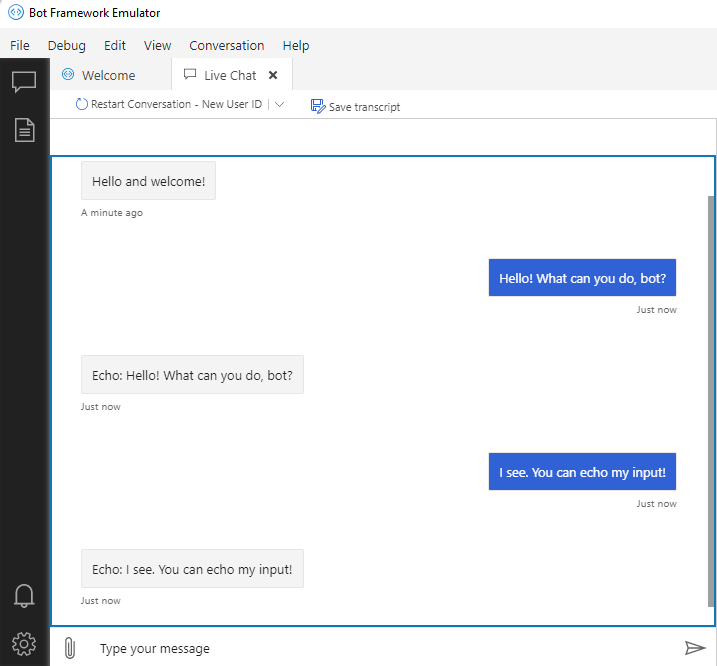 Bot Framework Emulator
File Debug Edit View Conversation Help
Welcome Live Chat
Restart Conversation - New User ID Save transcript
Hello and welcome!
A minute ago
Hello! What can you do, bot?
Just now
Echo: Hello! What can you do, bot?
Just now
I see. You can echo my input!
Just now
Echo: I see. You can echo my input!
Just now
Type your message